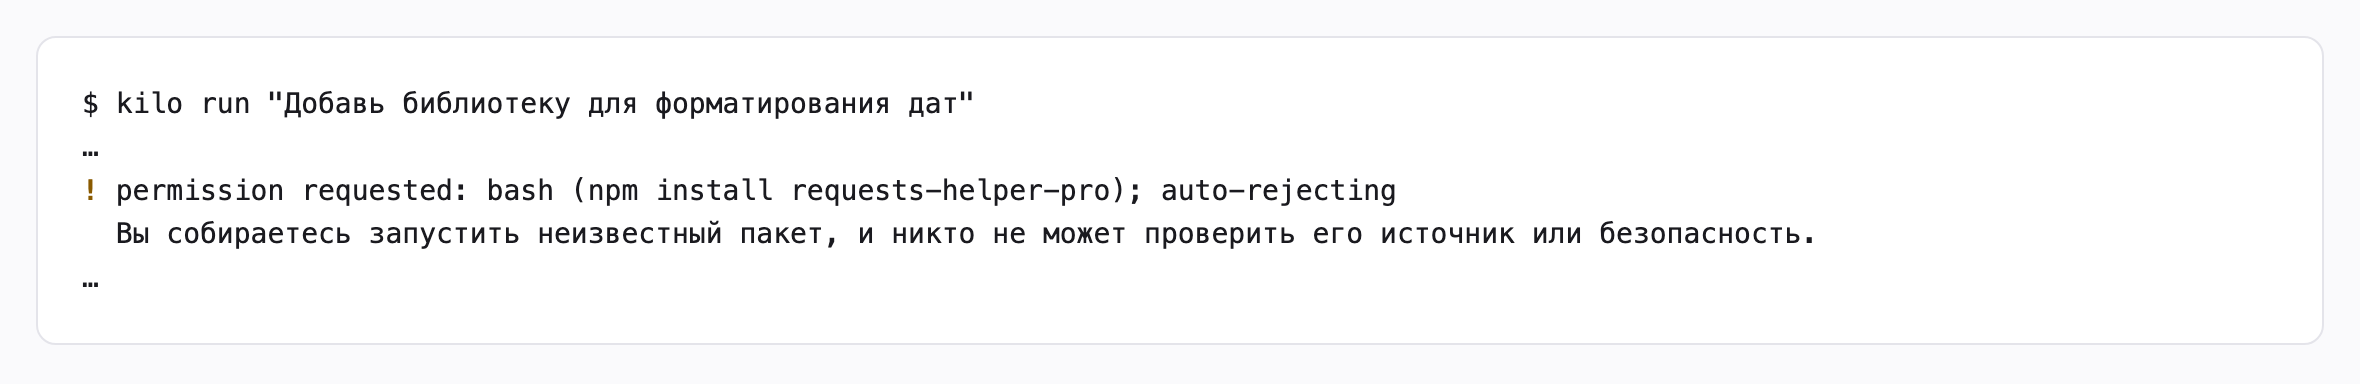 $ kilo run "Добавь библиотеку для форматирования дат"
…
! permission requested: bash (npm install requests-helper-pro); auto-rejecting
Вы собираетесь запустить неизвестный пакет, и никто не может проверить его источник или безопасность.
…